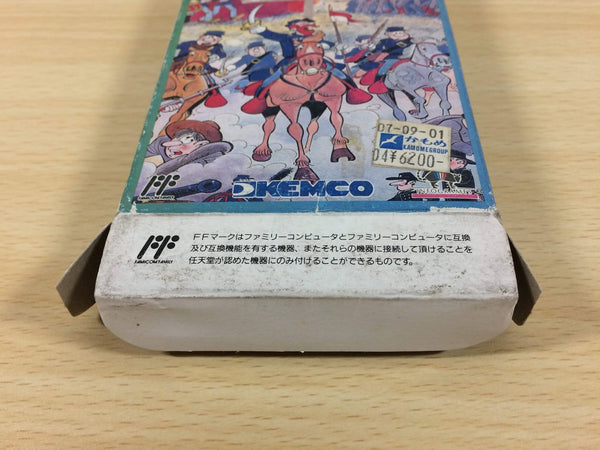 07-09-01
かもめ
KAMOMEGROUP
04¥6200-
FF
FAMICOM FAMILY
KEMCO
INFOGRAMES
FF
FAMICOM FAMILY
FFマークはファミリーコンピュータとファミリーコンピュータに互換
及び互換機能を有する機器、またそれらの機器に接続して頂けることを
任天堂が認めた機器にのみ付けることができるものです。